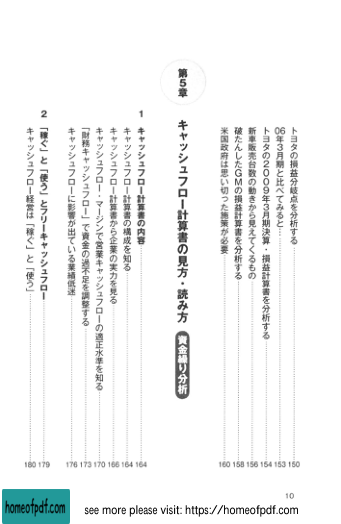 トヨタの損益分岐点を分析する 150
06年3月期と比べてみると 153
トヨタの2009年3月期決算・損益計算書を分析する 154
新車販売台数の動きから見えてくるもの 156
破たんしたGMの損益計算書を分析する 158
米国政府は思い切った施策が必要 160
第5章 キャッシュフロー計算書の見方・読み方 資金繰り分析
1 キャッシュフロー計算書の内容 164
キャッシュフロー計算書の構成を知る 164
キャッシュフロー計算書から企業の実力を見る 166
キャッシュフロー・マージンで営業キャッシュフローの適正水準を知る 170
「財務キャッシュフロー」で資金の過不足を調整する 173
キャッシュフローに影響が出ている業績低迷 176
2 「稼ぐ」と「使う」とフリーキャッシュフロー 179
キャッシュフロー経営は「稼ぐ」と「使う」 180
10
homeofpdf.com
see more please visit: https://homeofpdf.com